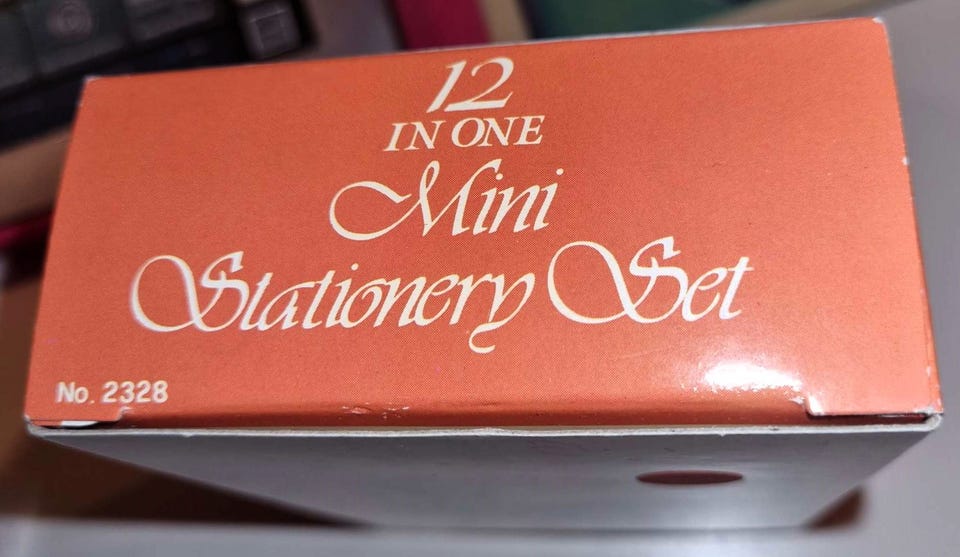 12
IN ONE
Mini
Stationery Set
No. 2328